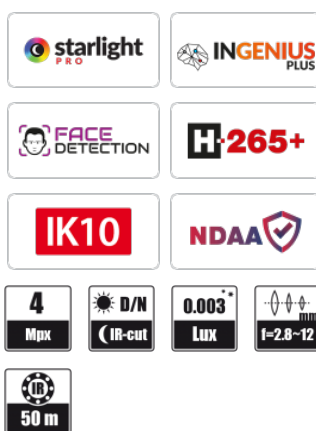 starlight
PRO
INGENIUS
PLUS
FACE
DETECTION
H·265+
IK10
NDAA
4
Mpx
D/N
IR-cut
0.003**
Lux
mm
f=2.8~12
IR
50 m